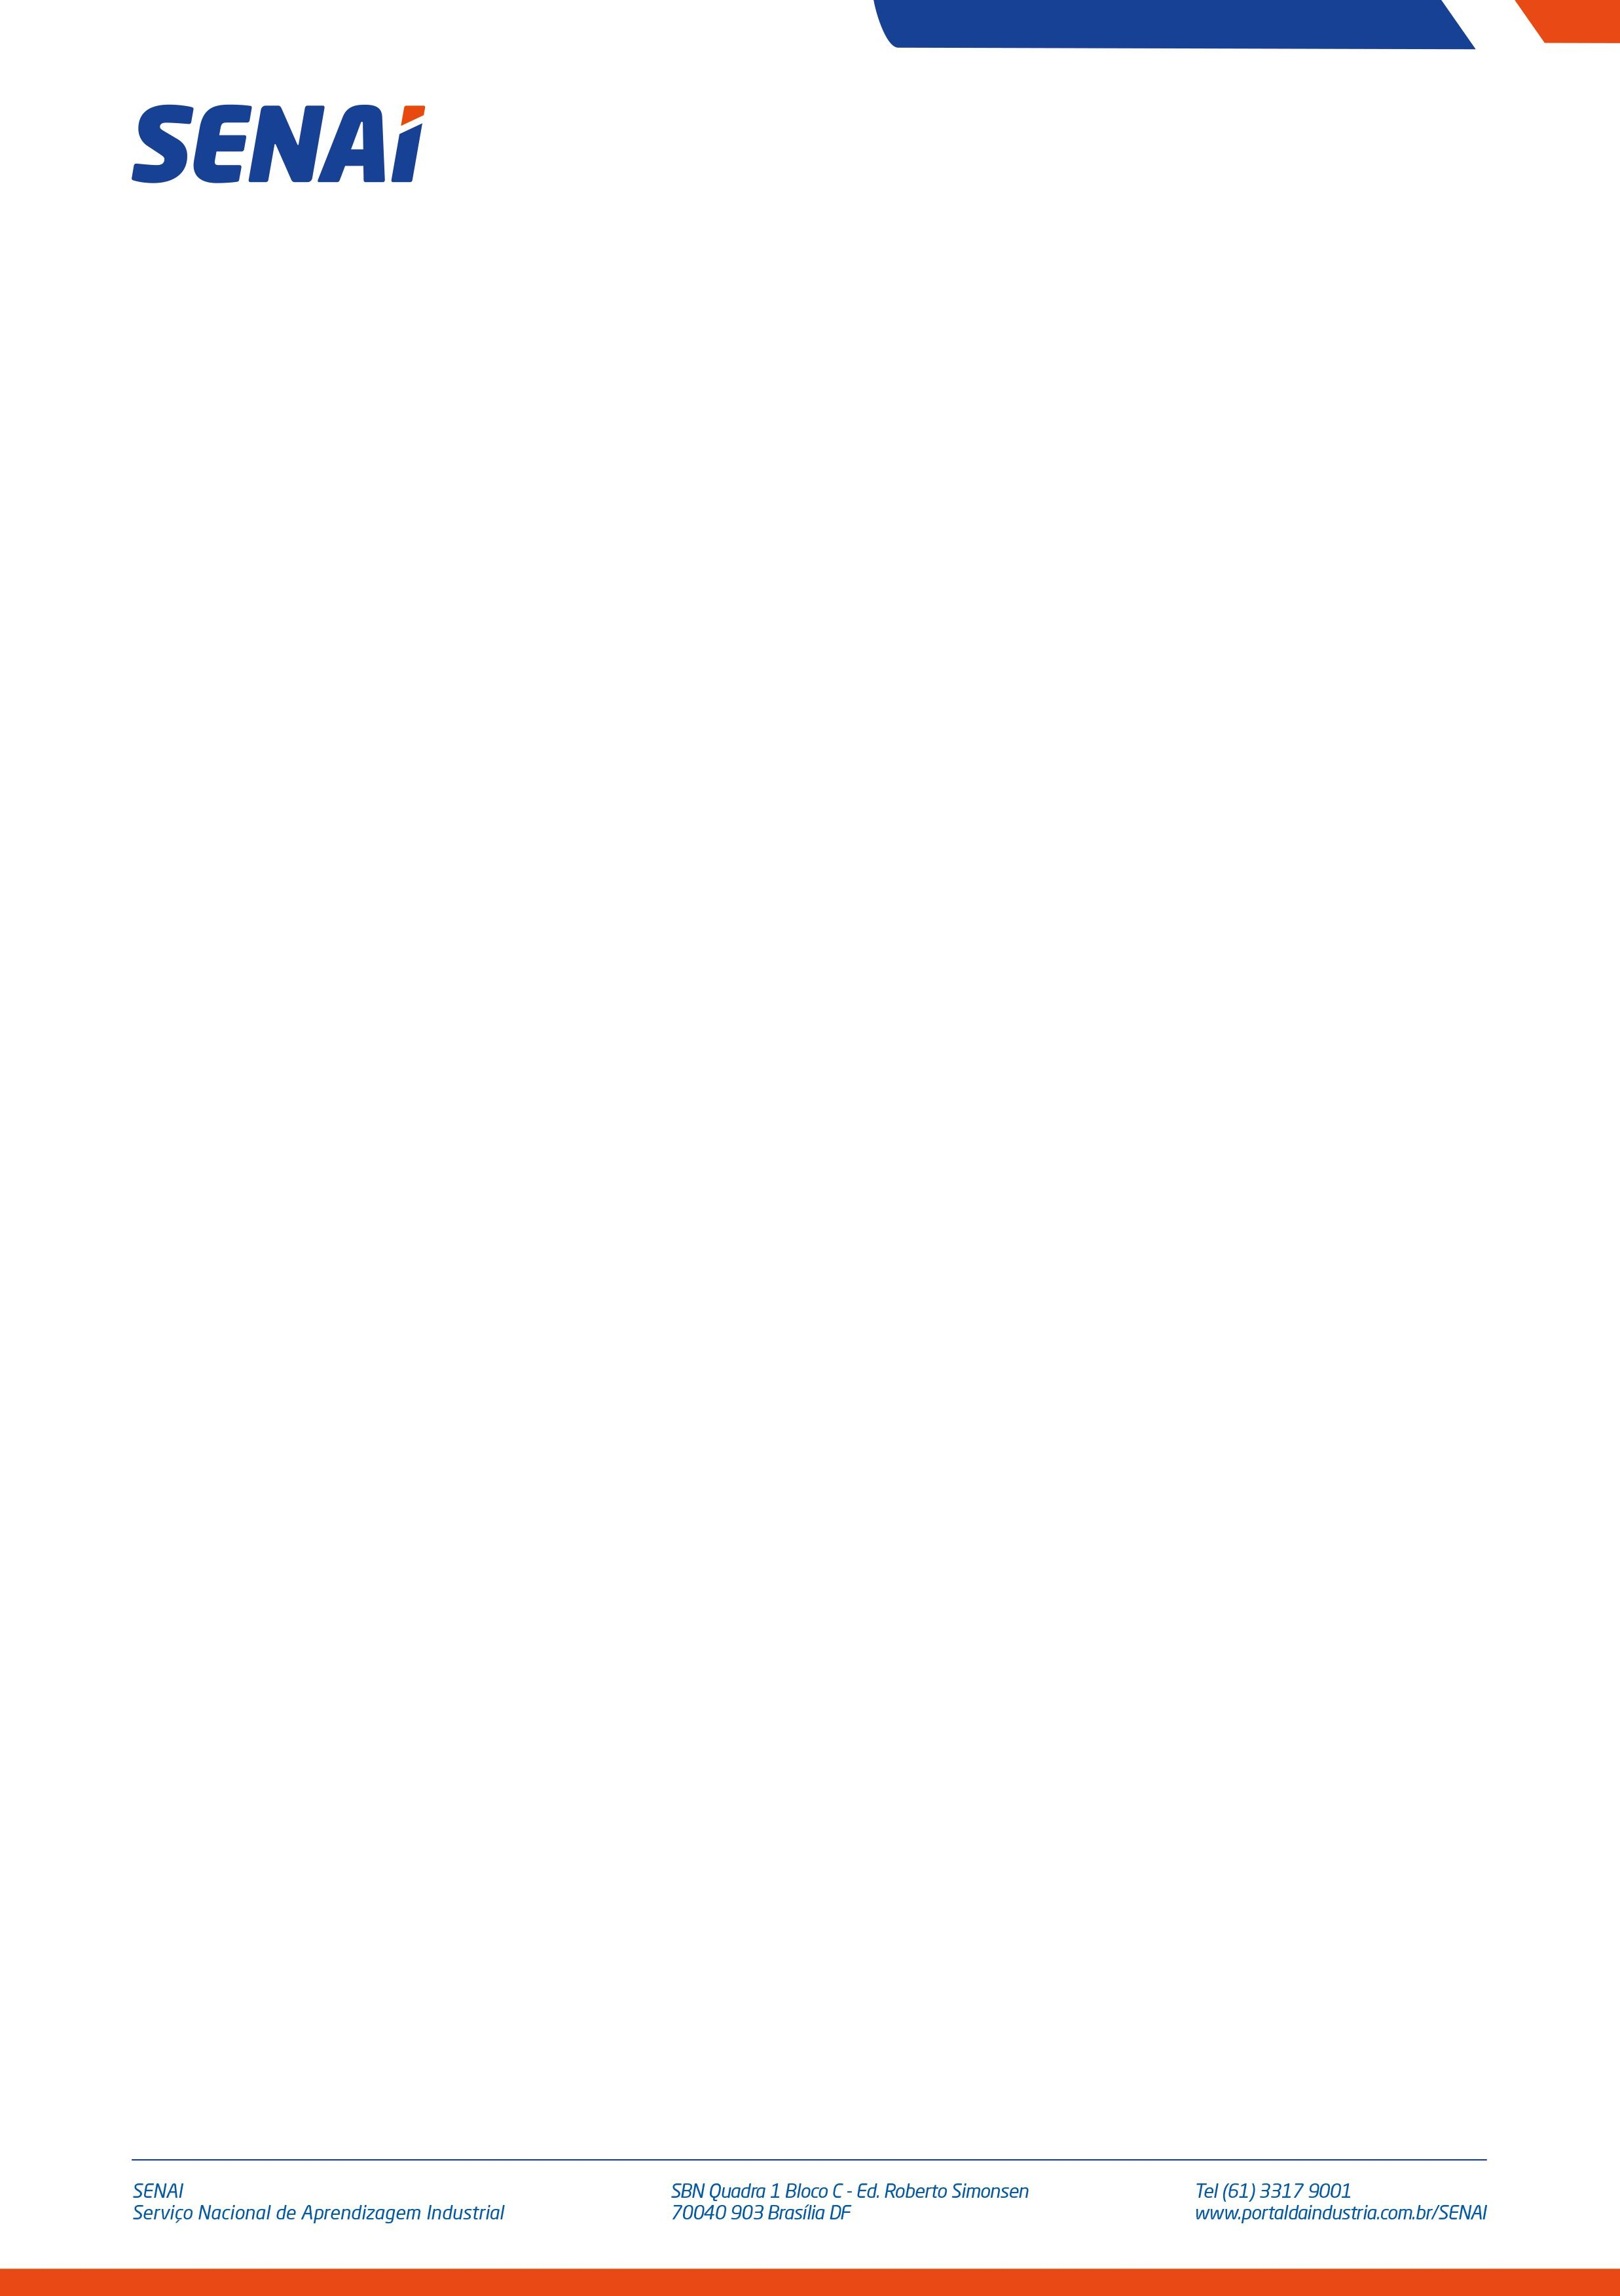 SENAI
SENAI
Serviço Nacional de Aprendizagem Industrial
SBN Quadra 1 Bloco C - Ed. Roberto Simonsen
70040 903 Brasília DF
Tel (61) 3317 9001
www.portaldaindustria.com.br/SENAI